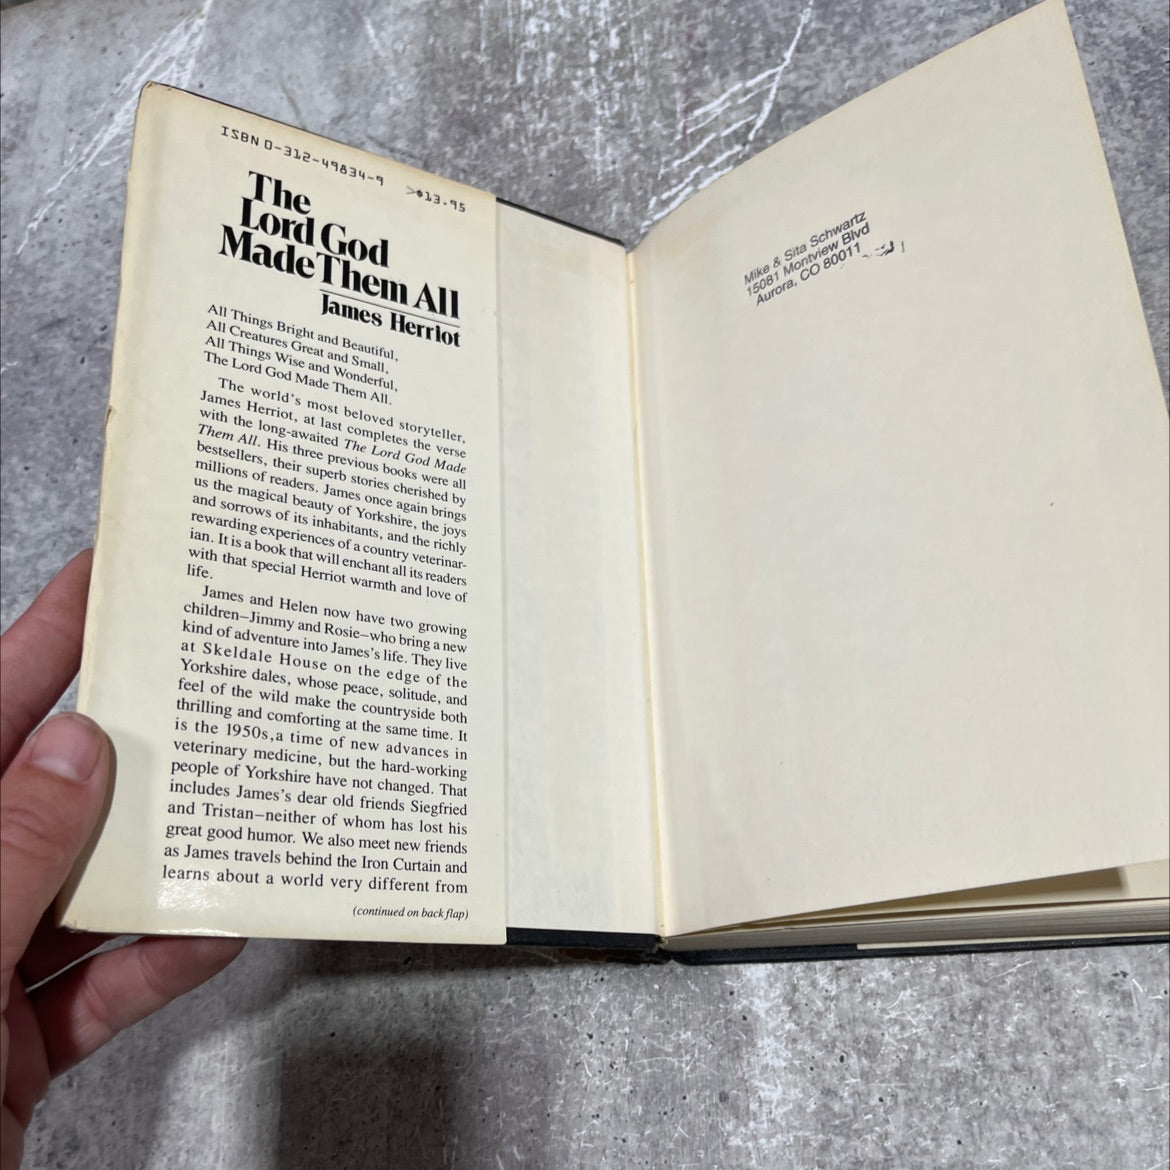 ISBN 0-312-49834-9 >$13.95
The
Lord God
Made Them All
James Herriot
All Things Bright and Beautiful,
All Creatures Great and Small,
All Things Wise and Wonderful,
The Lord God Made Them All.
The world's most beloved storyteller,
James Herriot, at last completes the verse
with the long-awaited The Lord God Made
Them All. His three previous books were all
bestsellers, their superb stories cherished by
millions of readers. James once again brings
us the magical beauty of Yorkshire, the joys
and sorrows of its inhabitants, and the richly
rewarding experiences of a country veterinar-
ian. It is a book that will enchant all its readers
with that special Herriot warmth and love of
life.
James and Helen now have two growing
children—Jimmy and Rosie—who bring a new
kind of adventure into James's life. They live
at Skeldale House on the edge of the
Yorkshire dales, whose peace, solitude, and
feel of the wild make the countryside both
thrilling and comforting at the same time. It
is the 1950s,a time of new advances in
veterinary medicine, but the hard-working
people of Yorkshire have not changed. That
includes James's dear old friends Siegfried
and Tristan—neither of whom has lost his
great good humor. We also meet new friends
as James travels behind the Iron Curtain and
learns about a world very different from
(continued on back flap)
Mike & Sita Schwartz
15081 Montview Blvd
Aurora, CO 80011